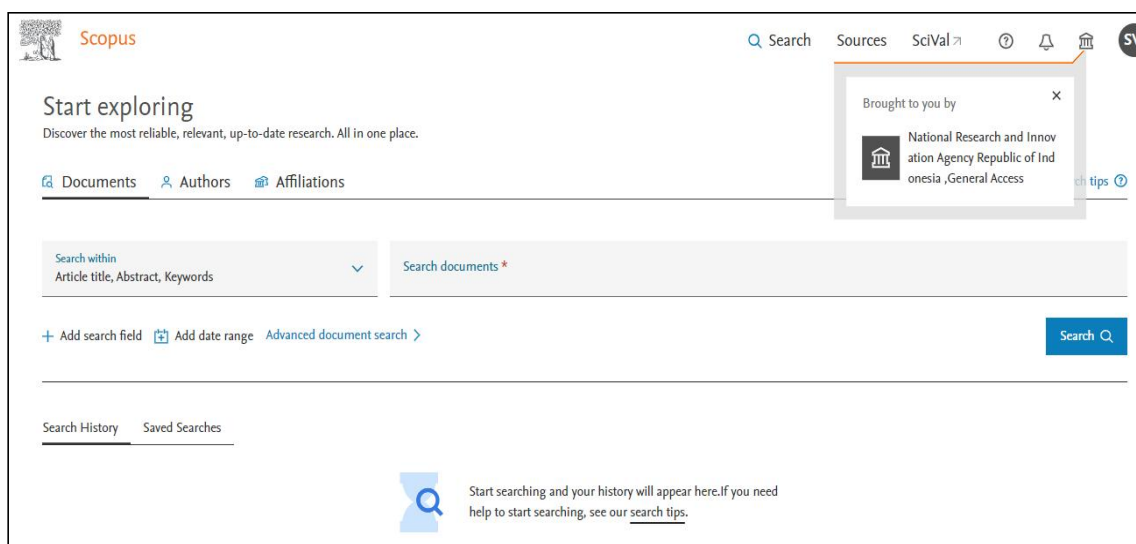 Scopus
Search Sources SciVal
SV
Start exploring
Discover the most reliable, relevant, up-to-date research. All in one place.
Brought to you by
National Research and Innov
ation Agency Republic of Ind
onesia ,General Access
Documents Authors Affiliations
tips
Search within
Article title, Abstract, Keywords
Search documents *
+ Add search field Add date range Advanced document search >
Search
Search History Saved Searches
Start searching and your history will appear here.If you need
help to start searching, see our search tips.